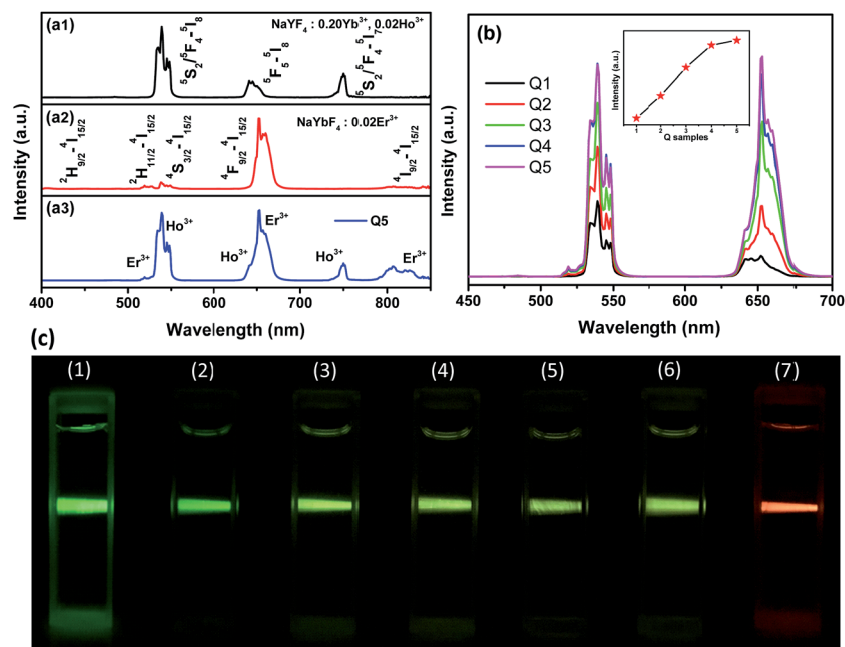 (a1)
NaYF₄ : 0.20Yb³⁺, 0.02Ho³⁺
⁵S₂/⁵F₄-⁵I₈
⁵F₅-⁵I₈
⁵S₂/⁵F₄-⁵I₇
(a2)
NaYbF₄ : 0.02Er³⁺
²H₉/₂-⁴I₁₅/₂
²H₁₁/₂-⁴I₁₅/₂
⁴S₃/₂-⁴I₁₅/₂
⁴F₉/₂-⁴I₁₅/₂
⁴I₉/₂-⁴I₁₅/₂
(a3)
Q5
Er³⁺
Ho³⁺
Ho³⁺
Er³⁺
Ho³⁺
Er³⁺
Intensity (a.u.)
400 500 600 700 800
Wavelength (nm)
(b)
Q1
Q2
Q3
Q4
Q5
Intensity (a.u.)
1 2 3 4 5
Q samples
Intensity (a.u.)
450 500 550 600 650 700
Wavelength (nm)
(c)
(1) (2) (3) (4) (5) (6) (7)